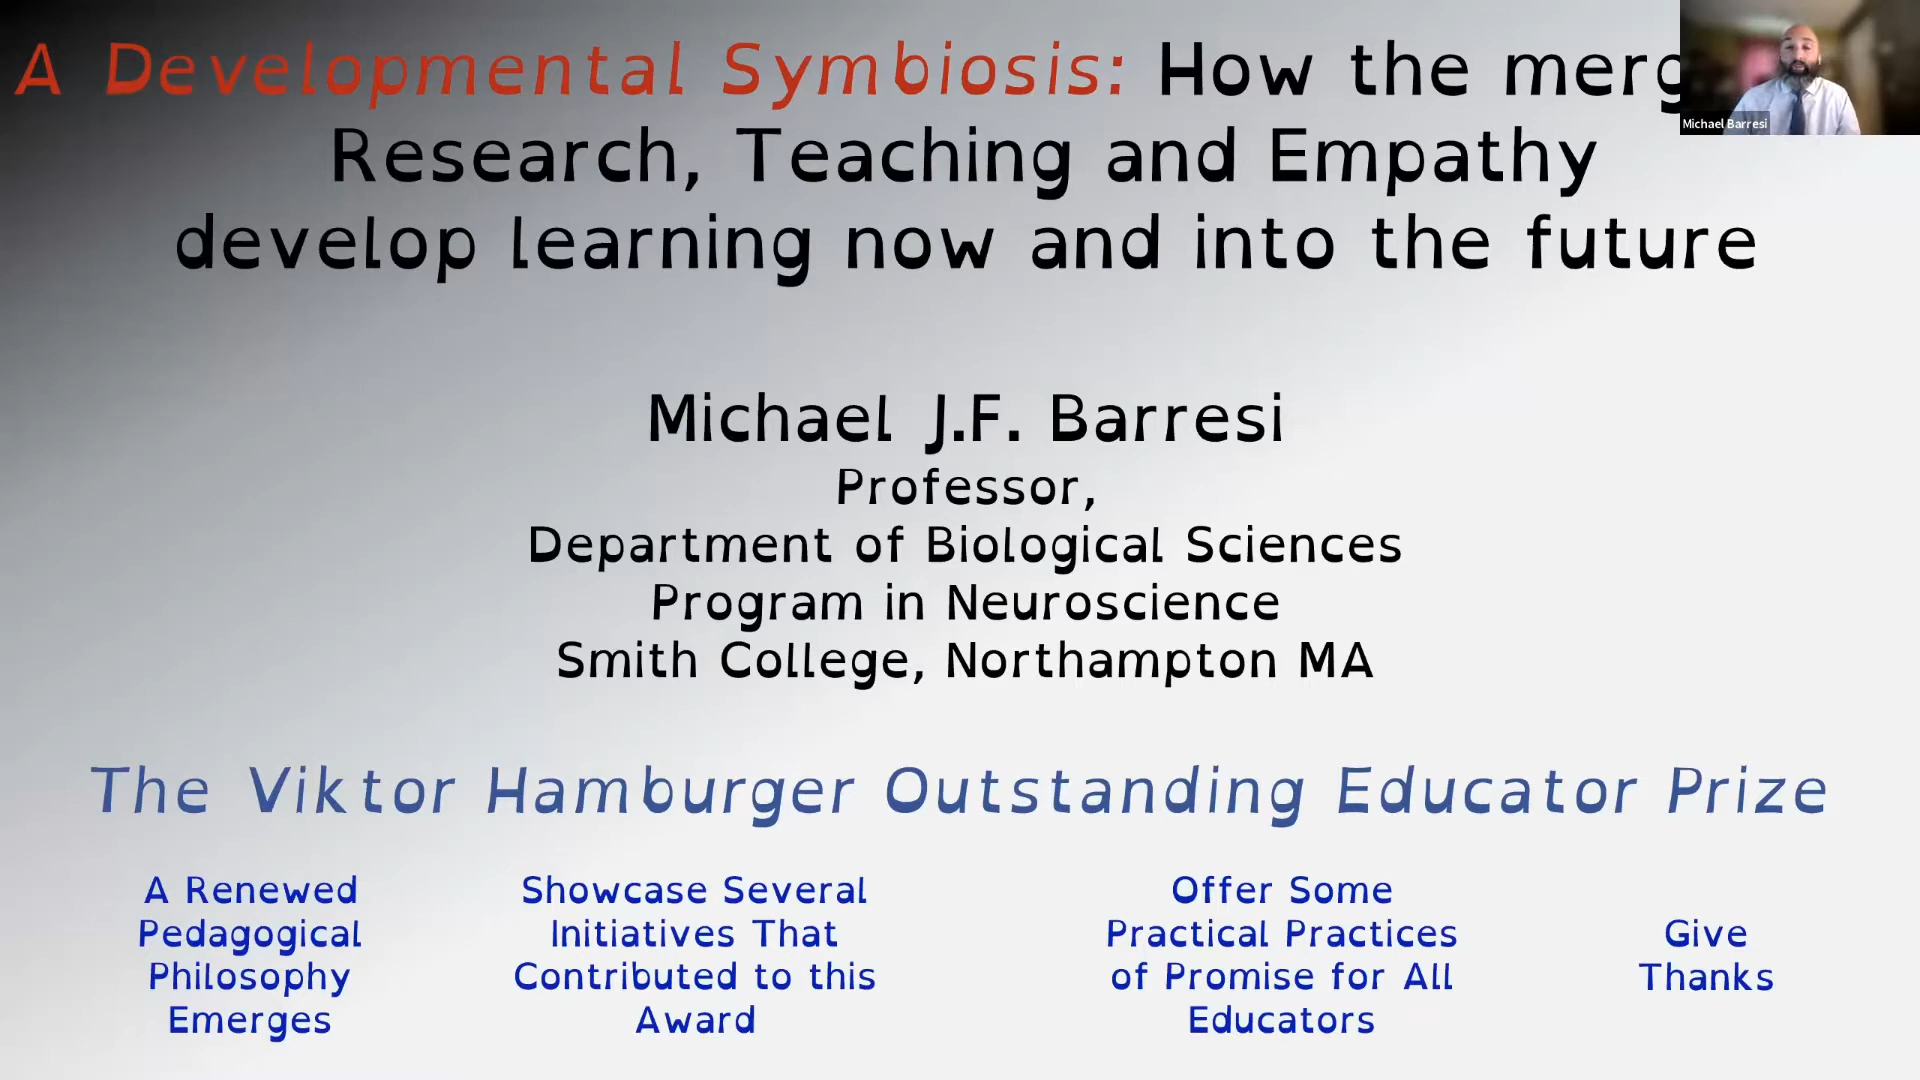 A Developmental Symbiosis: How the
Michael Barresi
Research, Teaching and Empathy
develop learning now and into the future
Michael J.F. Barresi
Professor,
Department of Biological Sciences
Program in Neuroscience
Smith College, Northampton MA
The Viktor Hamburger Outstanding Educator Prize
A Renewed
Pedagogical
Philosophy
Emerges
Showcase Several
Initiatives That
Contributed to this
Award
Offer Some
Practical Practices
of Promise for All
Educators
Give
Thanks